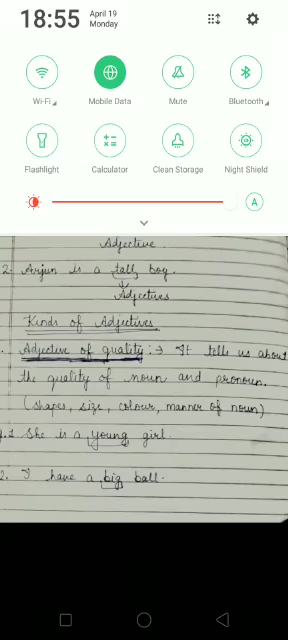 18:55
April 19
Monday
Wi-Fi
Mobile Data
Mute
Bluetooth
Flashlight
Calculator
Clean Storage
Night Shield
A
Adjective.
2. Arjun is a tall boy.
Adjectives
Kinds of Adjectives
Adjective of quality :→ It tells us about
the quality of noun and pronoun.
(shapes, size, colour, manner of noun)
.1 She is a young girl.
2. I have a big ball.